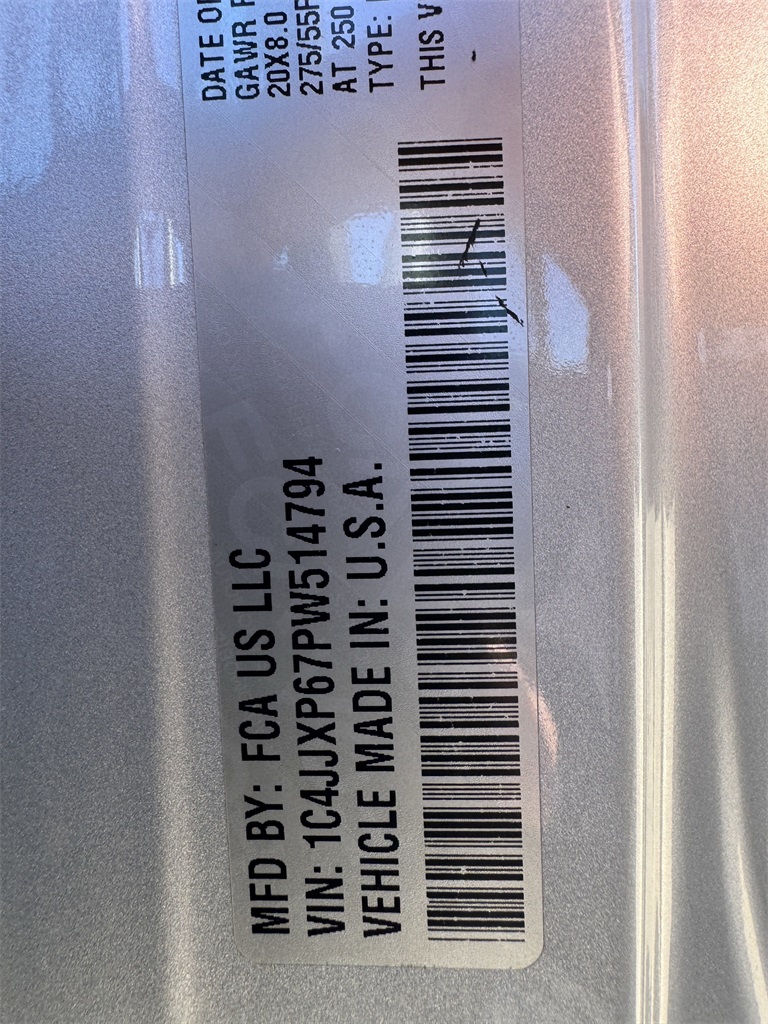 MFD BY: FCA US LLC
VIN: 1C4JJXP67PW514794
VEHICLE MADE IN: U.S.A.
DATE OF
GAWR
20X8.0
275/55R
AT 250
TYPE:
THIS V